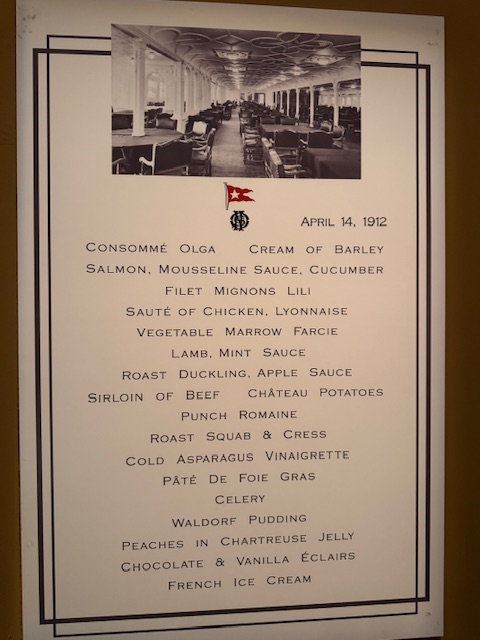 APRIL 14, 1912
CONSOMMÉ OLGA CREAM OF BARLEY
SALMON, MOUSSELINE SAUCE, CUCUMBER
FILET MIGNONS LILI
SAUTÉ OF CHICKEN, LYONNAISE
VEGETABLE MARROW FARCIE
LAMB, MINT SAUCE
ROAST DUCKLING, APPLE SAUCE
SIRLOIN OF BEEF CHÂTEAU POTATOES
PUNCH ROMAINE
ROAST SQUAB & CRESS
COLD ASPARAGUS VINAIGRETTE
PÂTÉ DE FOIE GRAS
CELERY
WALDORF PUDDING
PEACHES IN CHARTREUSE JELLY
CHOCOLATE & VANILLA ÉCLAIRS
FRENCH ICE CREAM